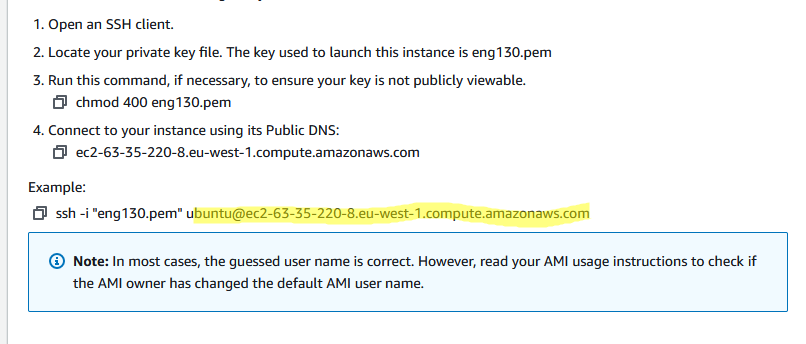 1. Open an SSH client.
2. Locate your private key file. The key used to launch this instance is eng130.pem
3. Run this command, if necessary, to ensure your key is not publicly viewable.
chmod 400 eng130.pem
4. Connect to your instance using its Public DNS:
ec2-63-35-220-8.eu-west-1.compute.amazonaws.com
Example:
ssh -i "eng130.pem" ubuntu@ec2-63-35-220-8.eu-west-1.compute.amazonaws.com
Note: In most cases, the guessed user name is correct. However, read your AMI usage instructions to check if
the AMI owner has changed the default AMI user name.